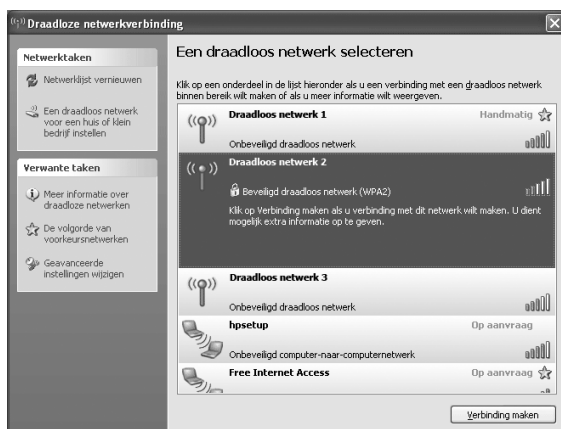 Draadloze netwerkverbinding
Netwerktaken
Netwerklijst vernieuwen
Een draadloos netwerk
voor een huis of klein
bedrijf instellen
Verwante taken
Meer informatie over
draadloze netwerken
De volgorde van
voorkeursnetwerken
Geavanceerde
instellingen wijzigen
Een draadloos netwerk selecteren
Klik op een onderdeel in de lijst hieronder als u een verbinding met een draadloos netwerk
binnen bereik wilt maken of als u meer informatie wilt weergeven.
Draadloos netwerk 1 Handmatig
Onbeveiligd draadloos netwerk
Draadloos netwerk 2
Beveiligd draadloos netwerk (WPA2)
Klik op Verbinding maken als u verbinding met dit netwerk wilt maken. U dient
mogelijk extra informatie op te geven.
Draadloos netwerk 3
Onbeveiligd draadloos netwerk
hpsetup Op aanvraag
Onbeveiligd computer-naar-computernetwerk
Free Internet Access Op aanvraag
Verbinding maken